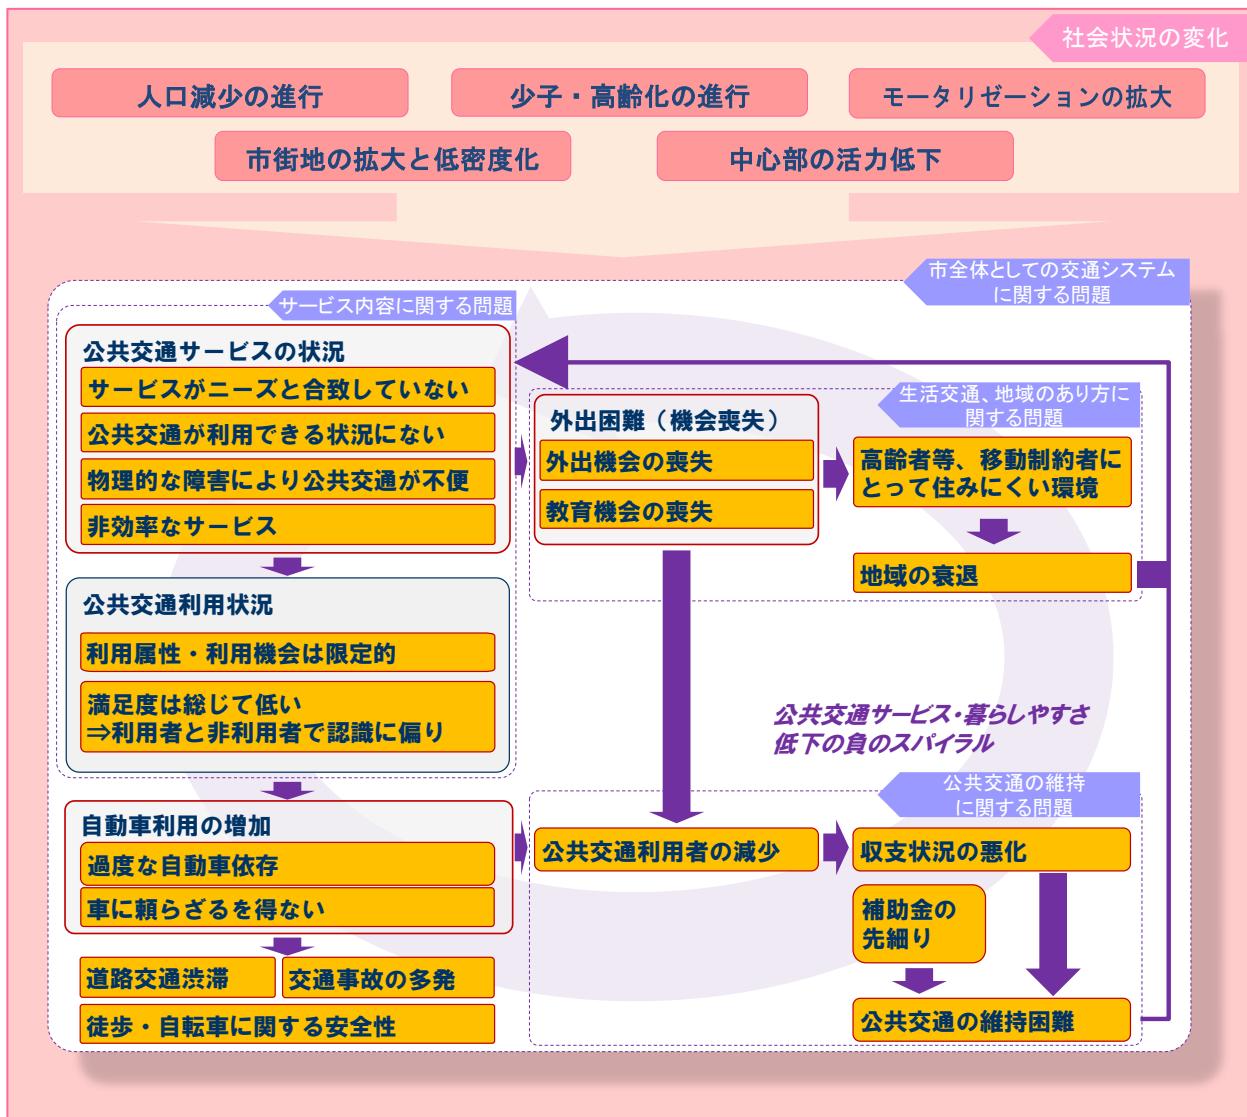 社会状況の変化
人口減少の進行
少子・高齢化の進行
モータリゼーションの拡大
市街地の拡大と低密度化
中心部の活力低下
市全体としての交通システム
に関する問題
サービス内容に関する問題
公共交通サービスの状況
サービスがニーズと合致していない
公共交通が利用できる状況にない
物理的な障害により公共交通が不便
非効率なサービス
生活交通、地域のあり方に
関する問題
外出困難（機会喪失）
外出機会の喪失
教育機会の喪失
高齢者等、移動制約者に
とって住みにくい環境
地域の衰退
公共交通利用状況
利用属性・利用機会は限定的
満足度は総じて低い
⇒利用者と非利用者で認識に偏り
公共交通サービス・暮らしやすさ
低下の負のスパイラル
自動車利用の増加
過度な自動車依存
車に頼らざるを得ない
道路交通渋滞
交通事故の多発
徒歩・自転車に関する安全性
公共交通の維持
に関する問題
公共交通利用者の減少
収支状況の悪化
補助金の
先細り
公共交通の維持困難